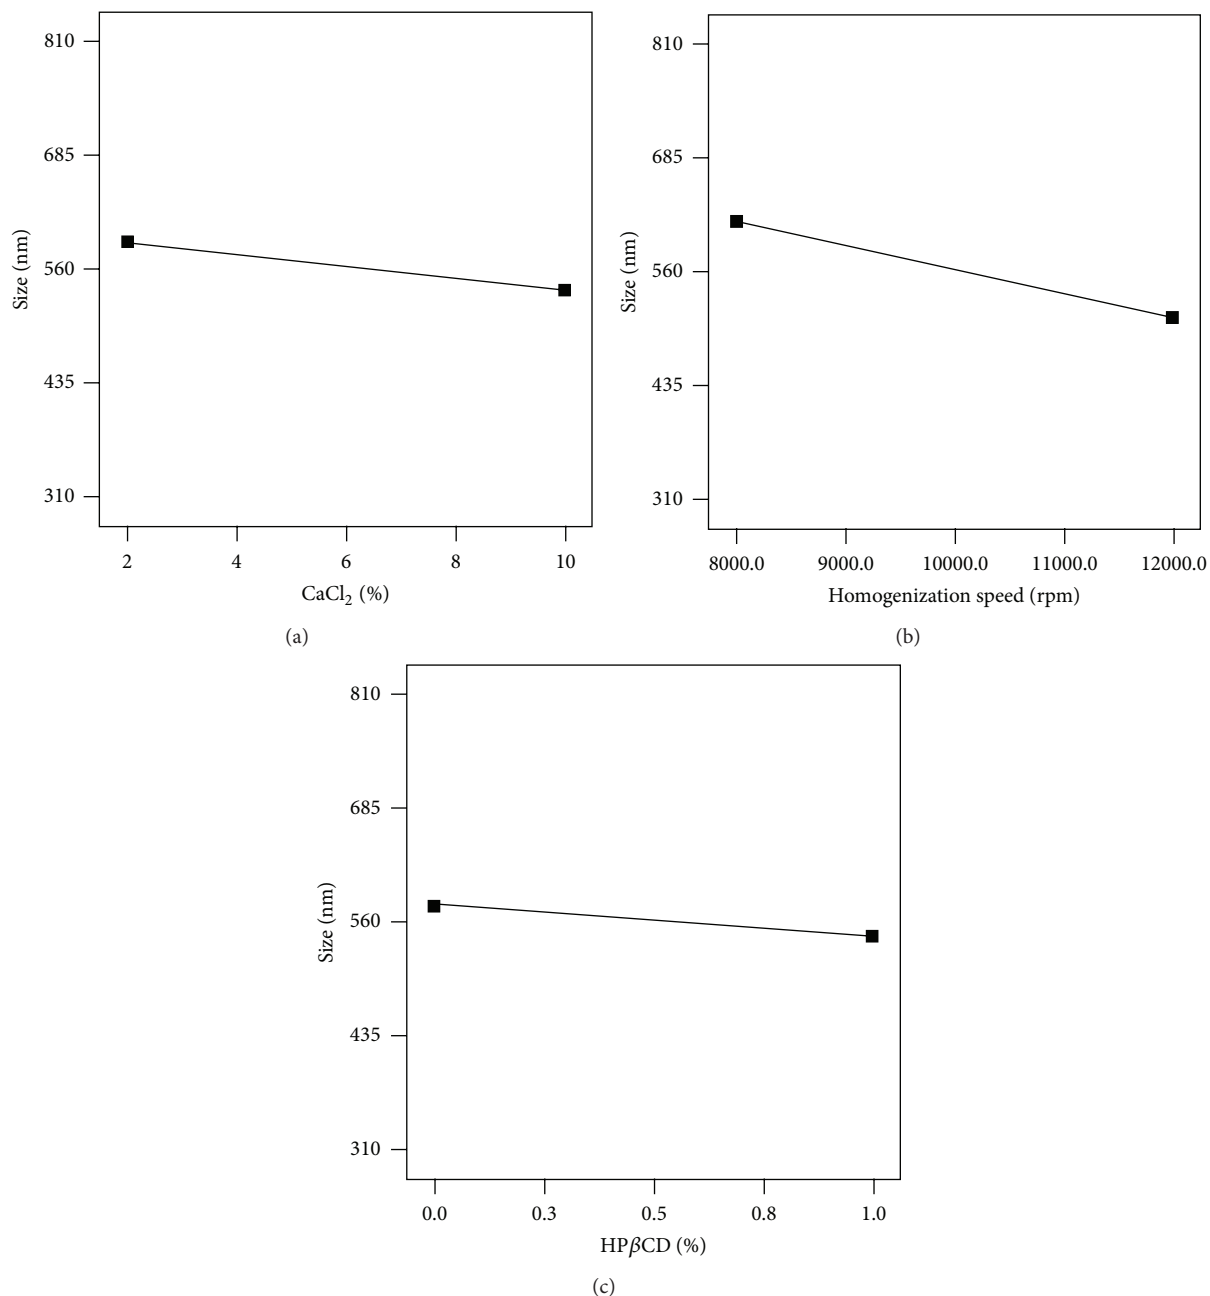 810
685
560
435
310
Size (nm)
2 4 6 8 10
CaCl₂ (%)
(a)
810
685
560
435
310
Size (nm)
8000.0 9000.0 10000.0 11000.0 12000.0
Homogenization speed (rpm)
(b)
810
685
560
435
310
Size (nm)
0.0 0.3 0.5 0.8 1.0
HPβCD (%)
(c)